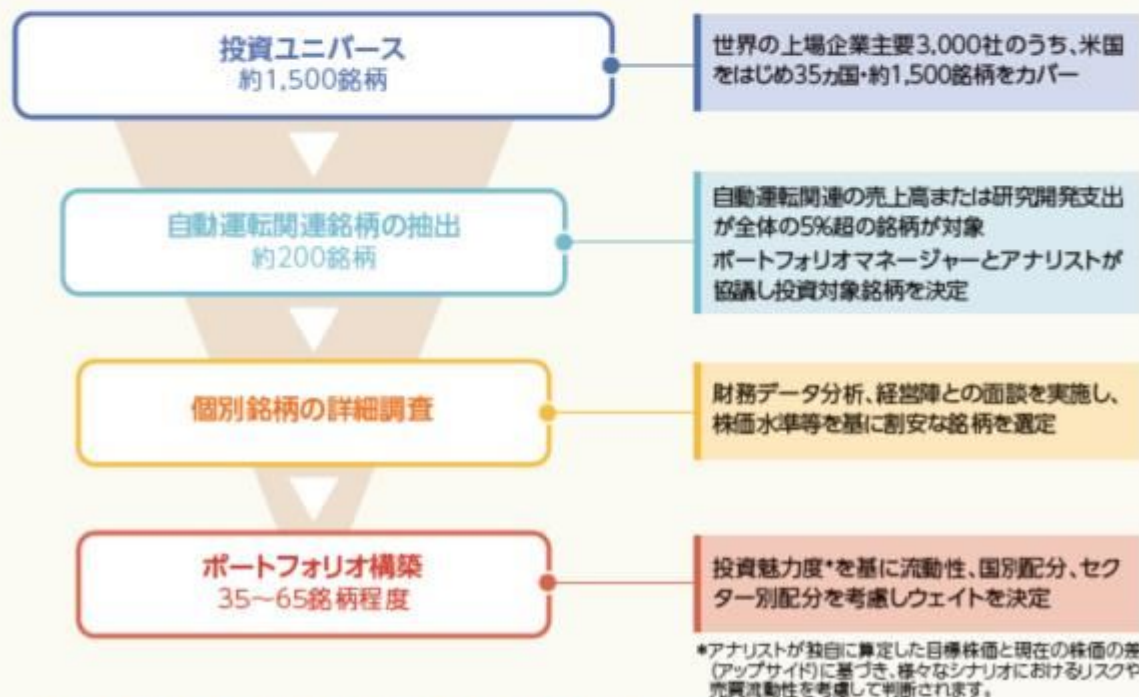 投資ユニバース
約1,500銘柄
世界の上場企業主要3,000社のうち、米国
をはじめ35ヵ国・約1,500銘柄をカバー
自動運転関連銘柄の抽出
約200銘柄
自動運転関連の売上高または研究開発支出
が全体の5%超の銘柄が対象
ポートフォリオマネージャーとアナリストが
協議し投資対象銘柄を決定
個別銘柄の詳細調査
財務データ分析、経営陣との面談を実施し、
株価水準等を基に割安な銘柄を選定
ポートフォリオ構築
35～65銘柄程度
投資魅力度*を基に流動性、国別配分、セク
ター別配分を考慮しウェイトを決定
*アナリストが独自に算定した目標株価と現在の株価の差
(アップサイド)に基づき、様々なシナリオにおけるリスクや
売買流動性を考慮して判断されます。